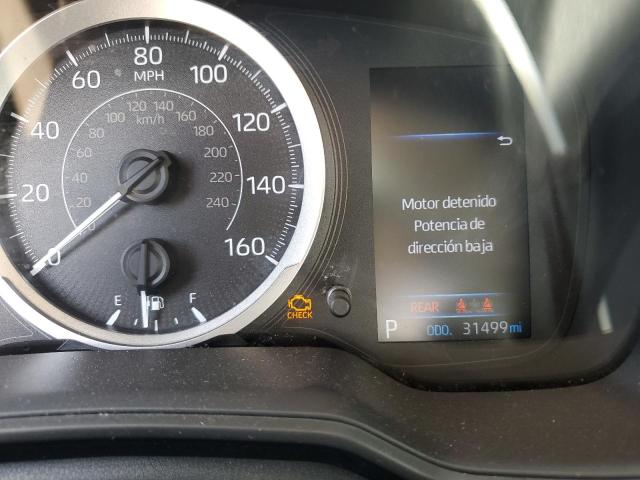 80
60
100
MPH
40
120
120 140
100
160
km/h
80
180
60
200
20
140
40
220
20
240
0
160
E
F
CHECK
Motor detenido
Potencia de
dirección baja
REAR
P
ODO. 31499 mi